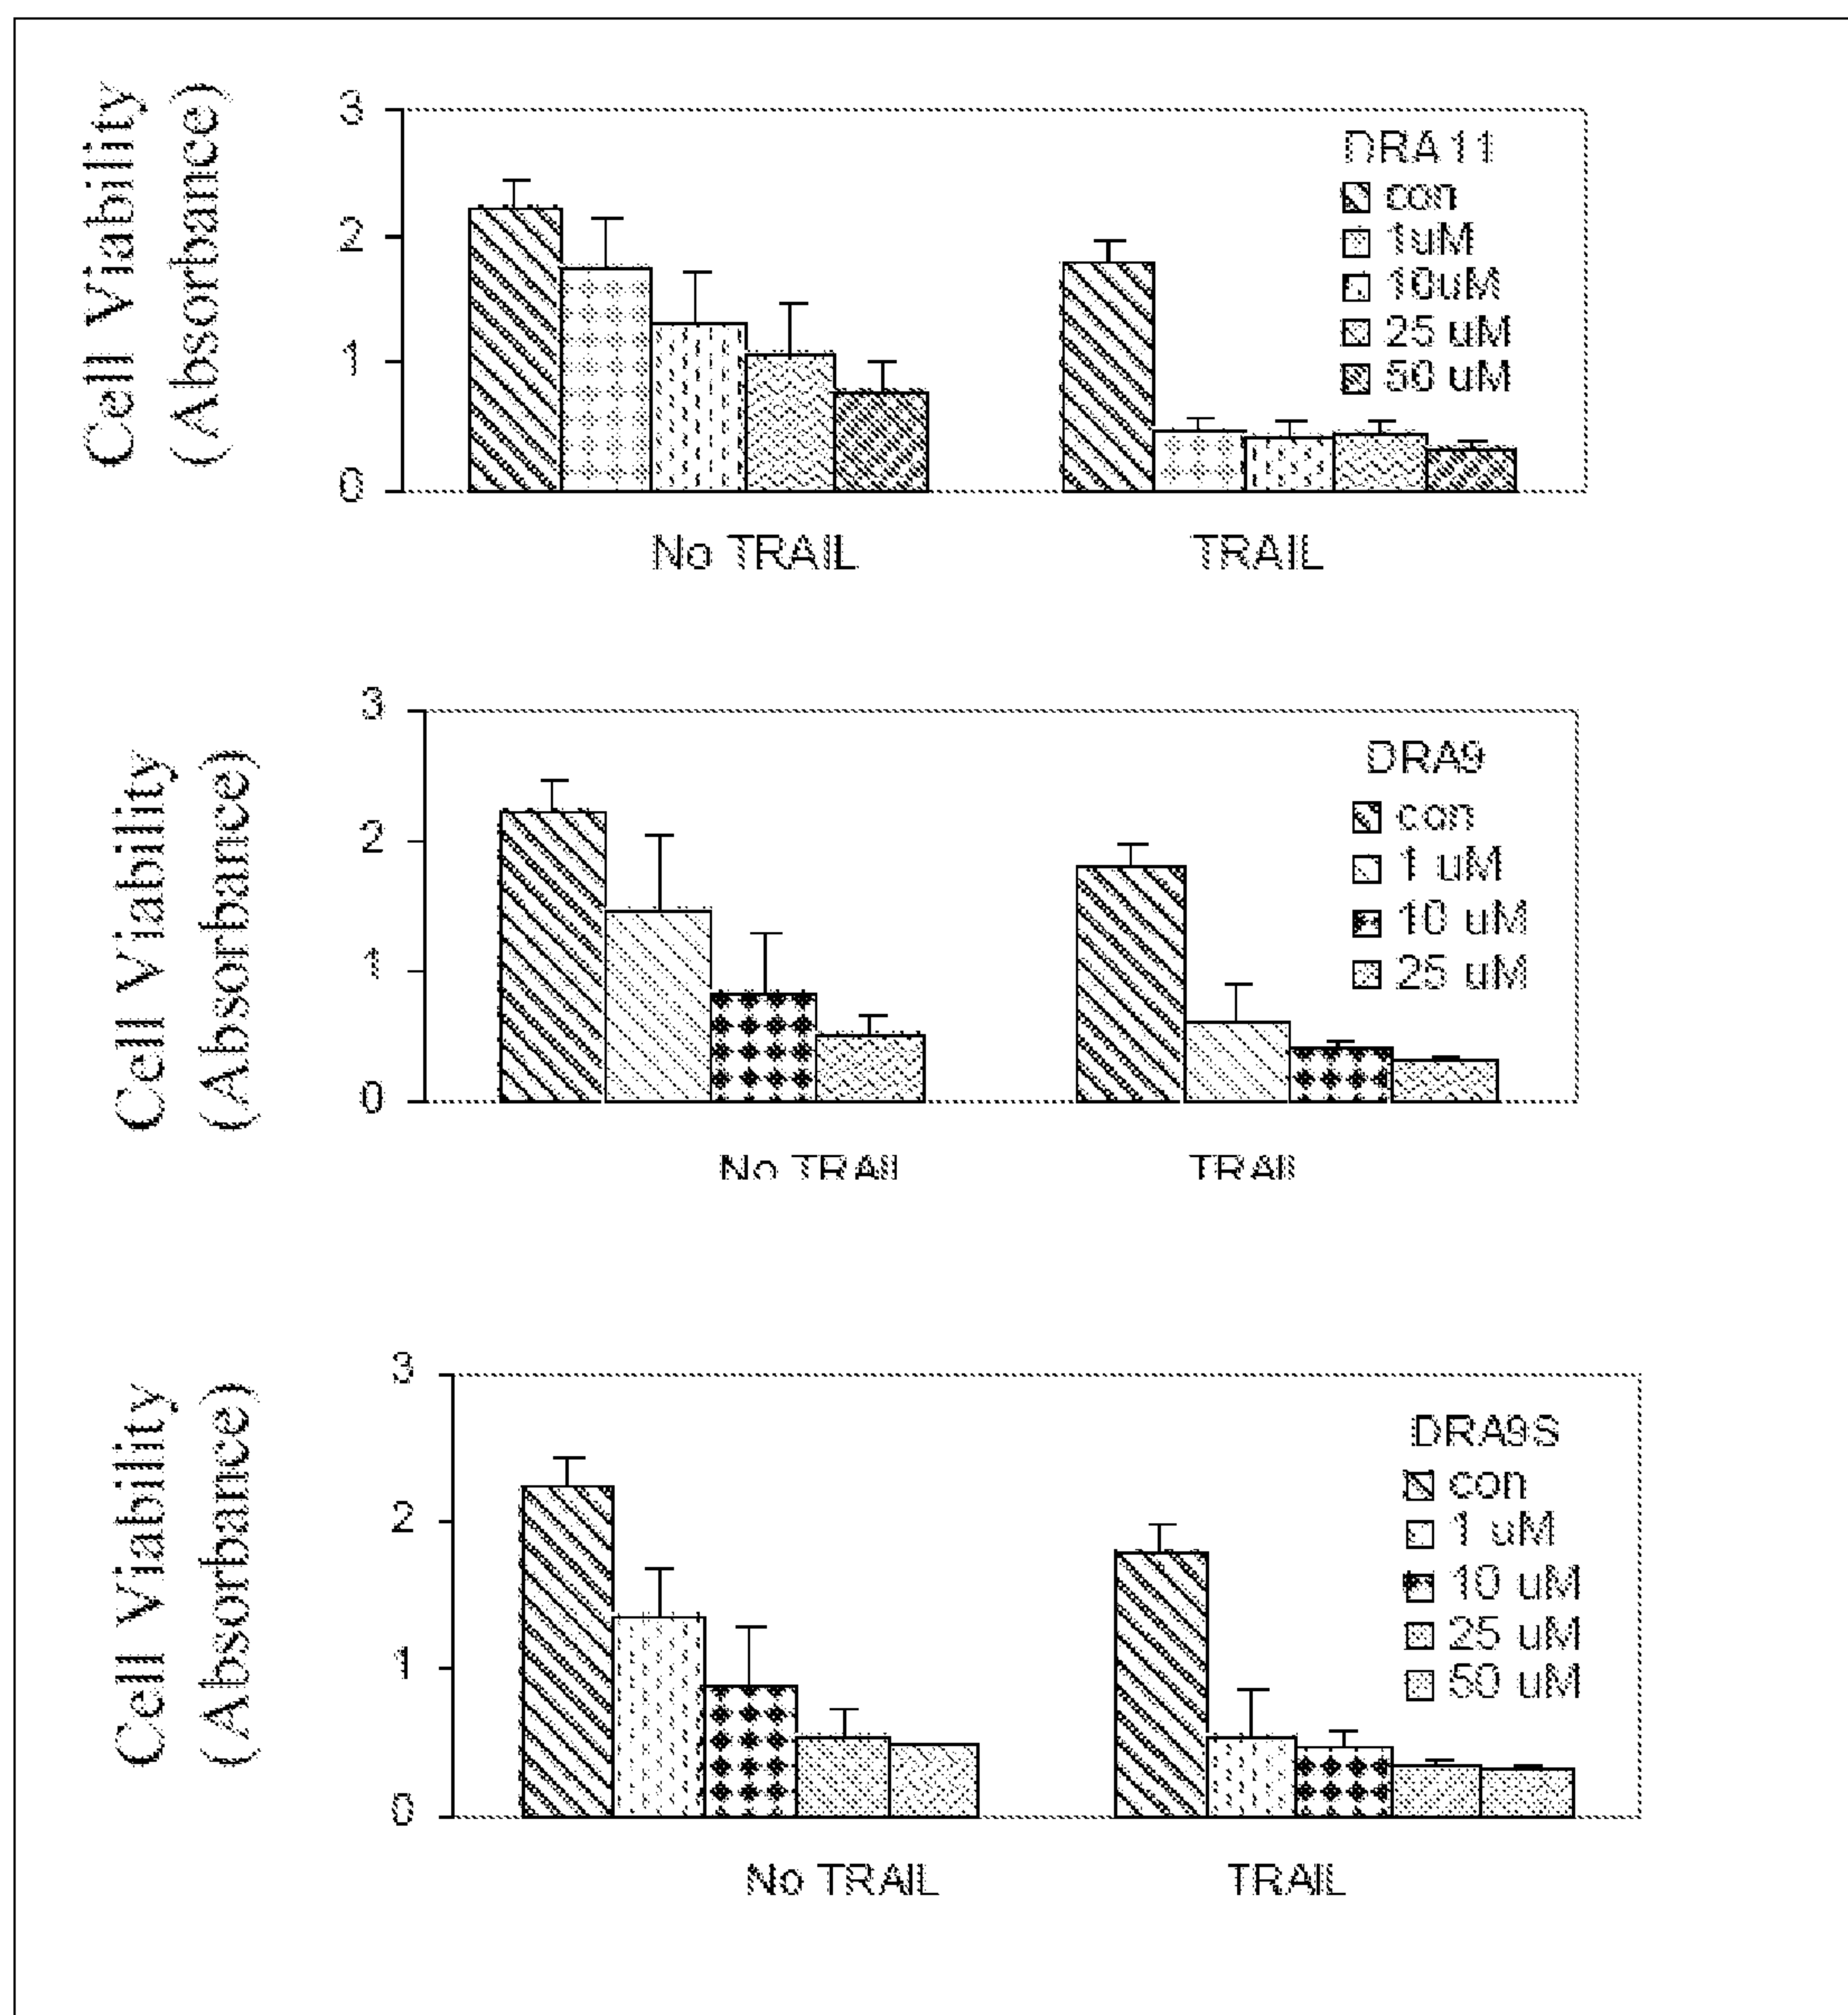 Cell Viability
(Absorbance)
3
2
1
0
DRA11
con
1uM
10uM
25 uM
50 uM
No TRAIL
TRAIL
Cell Viability
(Absorbance)
3
2
1
0
DRA9
con
1 uM
10 uM
25 uM
No TRAIL
TRAIL
Cell Viability
(Absorbance)
3
2
1
0
DRA9S
con
1 uM
10 uM
25 uM
50 uM
No TRAIL
TRAIL